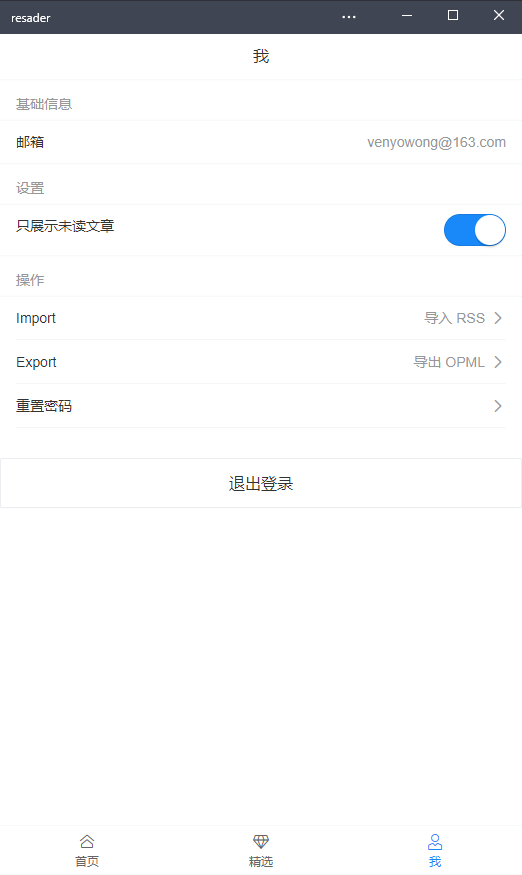 resader
我
基础信息
邮箱 venyowong@163.com
设置
只展示未读文章
操作
Import 导入 RSS
Export 导出 OPML
重置密码
退出登录
首页 精选 我